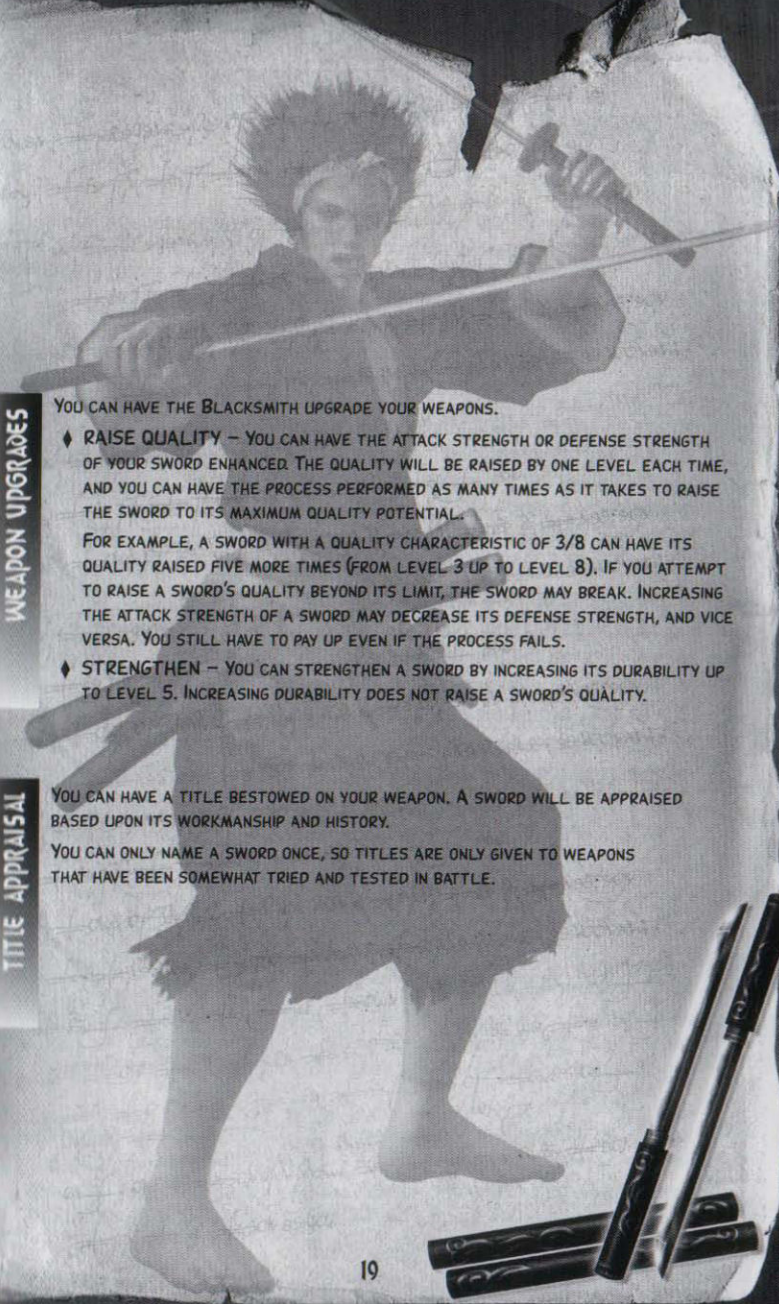 WEAPON UPGRADES
YOU CAN HAVE THE BLACKSMITH UPGRADE YOUR WEAPONS.
♦ RAISE QUALITY – YOU CAN HAVE THE ATTACK STRENGTH OR DEFENSE STRENGTH
OF YOUR SWORD ENHANCED. THE QUALITY WILL BE RAISED BY ONE LEVEL EACH TIME,
AND YOU CAN HAVE THE PROCESS PERFORMED AS MANY TIMES AS IT TAKES TO RAISE
THE SWORD TO ITS MAXIMUM QUALITY POTENTIAL.
FOR EXAMPLE, A SWORD WITH A QUALITY CHARACTERISTIC OF 3/8 CAN HAVE ITS
QUALITY RAISED FIVE MORE TIMES (FROM LEVEL 3 UP TO LEVEL 8). IF YOU ATTEMPT
TO RAISE A SWORD'S QUALITY BEYOND ITS LIMIT, THE SWORD MAY BREAK. INCREASING
THE ATTACK STRENGTH OF A SWORD MAY DECREASE ITS DEFENSE STRENGTH, AND VICE
VERSA. YOU STILL HAVE TO PAY UP EVEN IF THE PROCESS FAILS.
♦ STRENGTHEN – YOU CAN STRENGTHEN A SWORD BY INCREASING ITS DURABILITY UP
TO LEVEL 5. INCREASING DURABILITY DOES NOT RAISE A SWORD'S QUALITY.
TITLE APPRAISAL
YOU CAN HAVE A TITLE BESTOWED ON YOUR WEAPON. A SWORD WILL BE APPRAISED
BASED UPON ITS WORKMANSHIP AND HISTORY.
YOU CAN ONLY NAME A SWORD ONCE, SO TITLES ARE ONLY GIVEN TO WEAPONS
THAT HAVE BEEN SOMEWHAT TRIED AND TESTED IN BATTLE.
19